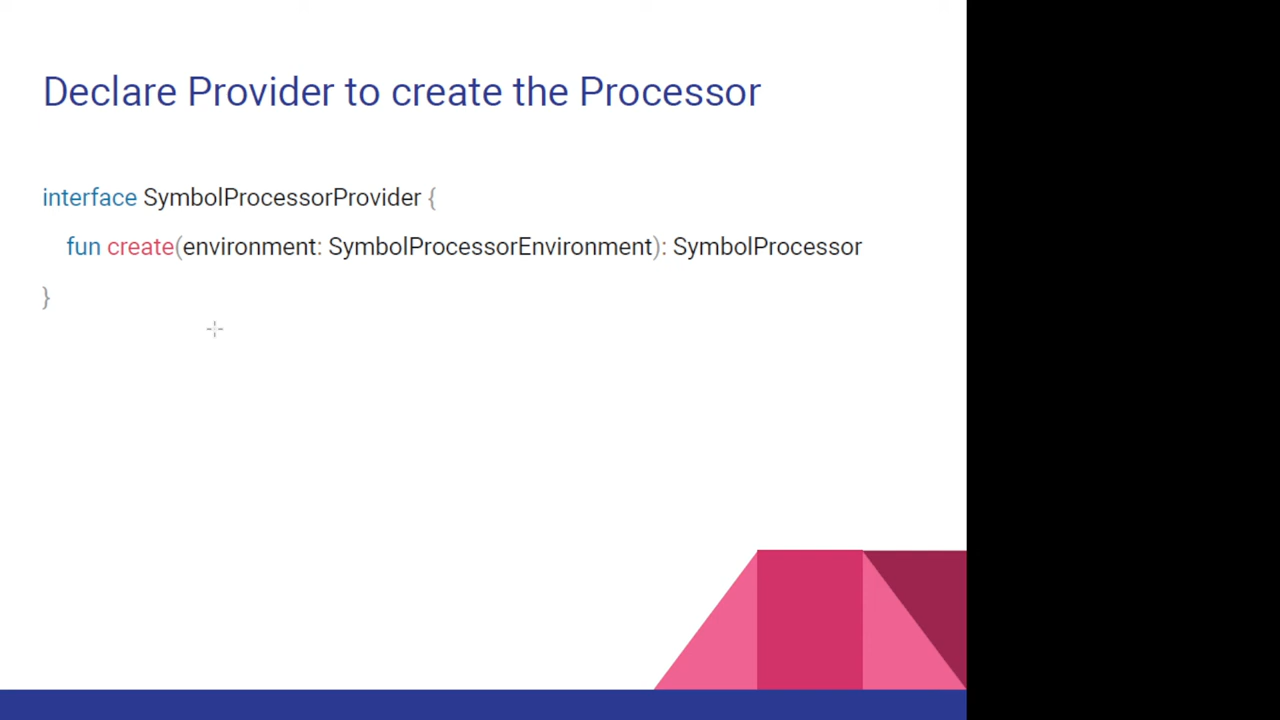 Declare Provider to create the Processor
interface SymbolProcessorProvider {
fun create(environment: SymbolProcessorEnvironment): SymbolProcessor
}